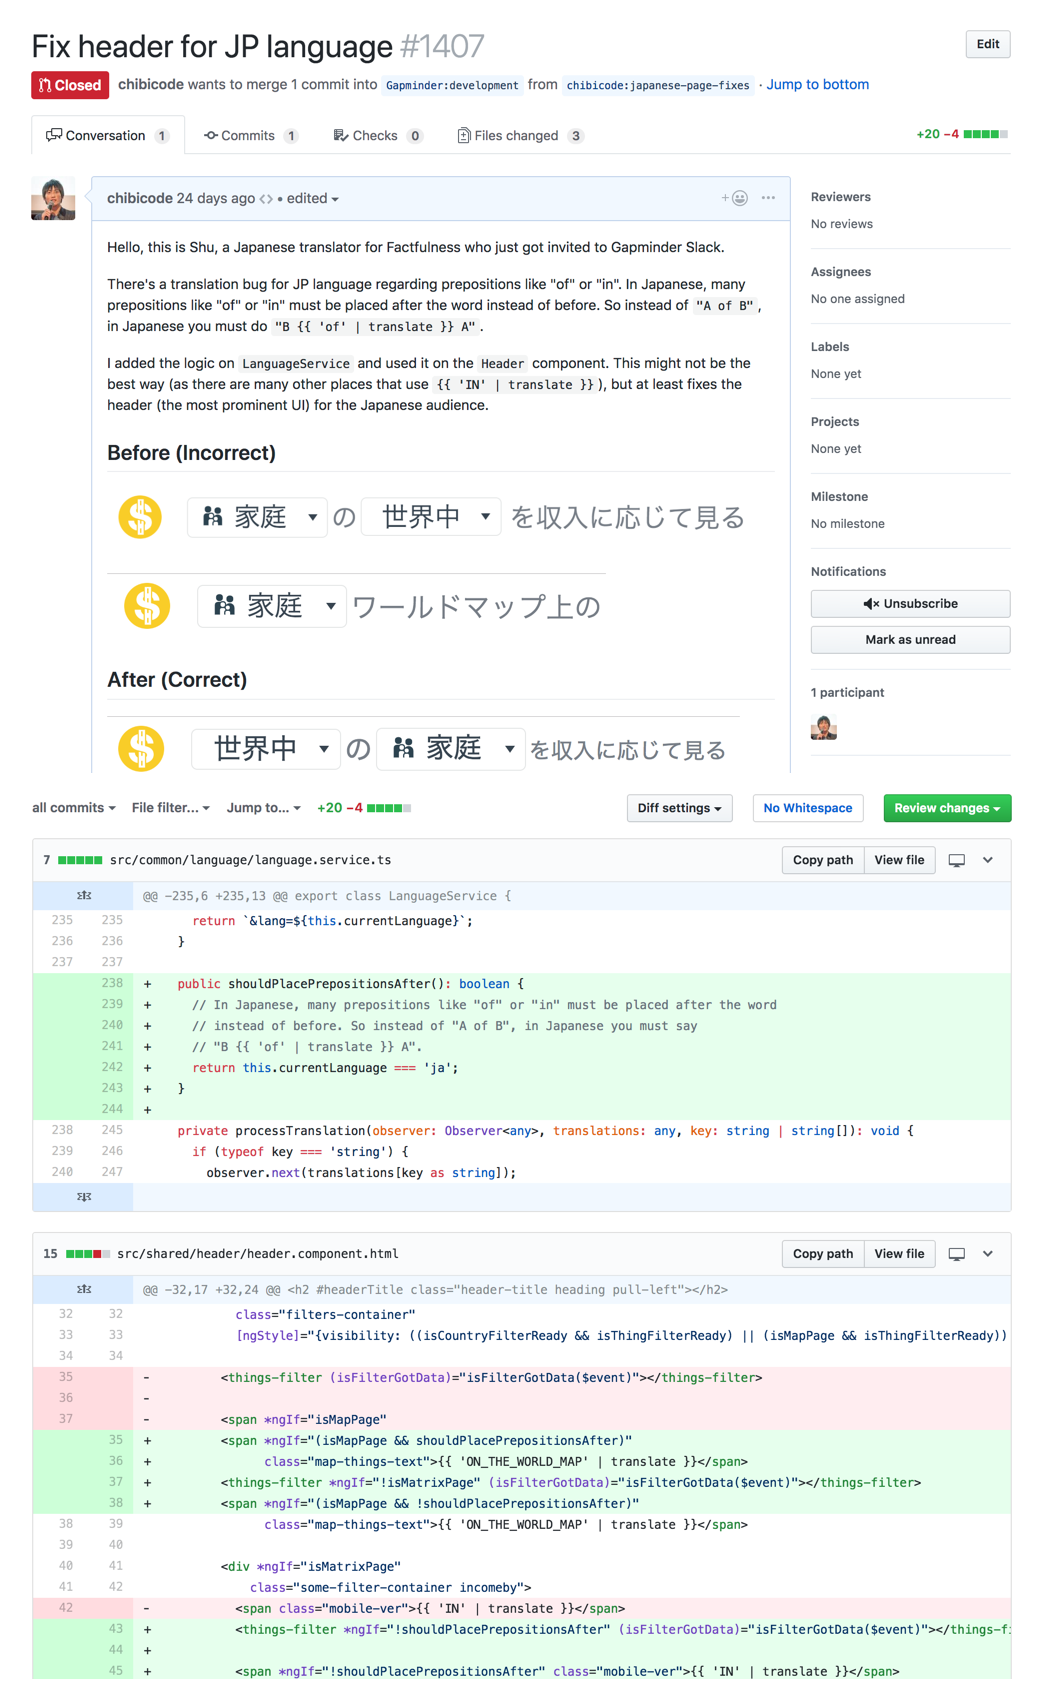 Fix header for JP language #1407
Edit
Closed chibicode wants to merge 1 commit into Gapminder:development from chibicode:japanese-page-fixes · Jump to bottom
Conversation 1 Commits 1 Checks 0 Files changed 3 +20 −4
chibicode 24 days ago <> • edited
Reviewers
No reviews
Hello, this is Shu, a Japanese translator for Factfulness who just got invited to Gapminder Slack.
There's a translation bug for JP language regarding prepositions like "of" or "in". In Japanese, many
prepositions like "of" or "in" must be placed after the word instead of before. So instead of "A of B",
in Japanese you must do "B {{ 'of' | translate }} A".
Assignees
No one assigned
I added the logic on LanguageService and used it on the Header component. This might not be the
best way (as there are many other places that use {{ 'IN' | translate }}), but at least fixes the
header (the most prominent UI) for the Japanese audience.
Labels
None yet
Projects
None yet
Before (Incorrect)
家庭 の 世界中 を収入に応じて見る
Milestone
No milestone
家庭 ワールドマップ上の
Notifications
Unsubscribe
Mark as unread
After (Correct)
世界中 の 家庭 を収入に応じて見る
1 participant
all commits File filter... Jump to... +20 −4 Diff settings No Whitespace Review changes
7 src/common/language/language.service.ts Copy path View file
@@ -235,6 +235,13 @@ export class LanguageService {
235 235 return `&lang=${this.currentLanguage}`;
236 236 }
237 237
238 + public shouldPlacePrepositionsAfter(): boolean {
239 + // In Japanese, many prepositions like "of" or "in" must be placed after the word
240 + // instead of before. So instead of "A of B", in Japanese you must say
241 + // "B {{ 'of' | translate }} A".
242 + return this.currentLanguage === 'ja';
243 + }
244 +
238 245 private processTranslation(observer: Observer<any>, translations: any, key: string | string[]): void {
239 246 if (typeof key === 'string') {
240 247 observer.next(translations[key as string]);
15 src/shared/header/header.component.html Copy path View file
@@ -32,17 +32,24 @@ <h2 #headerTitle class="header-title heading pull-left"></h2>
32 32 class="filters-container"
33 33 [ngStyle]="{visibility: ((isCountryFilterReady && isThingFilterReady) || (isMapPage && isThingFilterReady))
34 34
35 - <things-filter (isFilterGotData)="isFilterGotData($event)"></things-filter>
36 -
37 - <span *ngIf="isMapPage"
35 + <span *ngIf="(isMapPage && shouldPlacePrepositionsAfter)"
36 + class="map-things-text">{{ 'ON_THE_WORLD_MAP' | translate }}</span>
37 + <things-filter *ngIf="!isMatrixPage" (isFilterGotData)="isFilterGotData($event)"></things-filter>
38 + <span *ngIf="(isMapPage && !shouldPlacePrepositionsAfter)"
38 39 class="map-things-text">{{ 'ON_THE_WORLD_MAP' | translate }}</span>
39 40
40 41 <div *ngIf="isMatrixPage"
41 42 class="some-filter-container incomeby">
42 - <span class="mobile-ver">{{ 'IN' | translate }}</span>
43 + <things-filter *ngIf="!shouldPlacePrepositionsAfter" (isFilterGotData)="isFilterGotData($event)"></things-fi
44 +
45 + <span *ngIf="!shouldPlacePrepositionsAfter" class="mobile-ver">{{ 'IN' | translate }}</span>